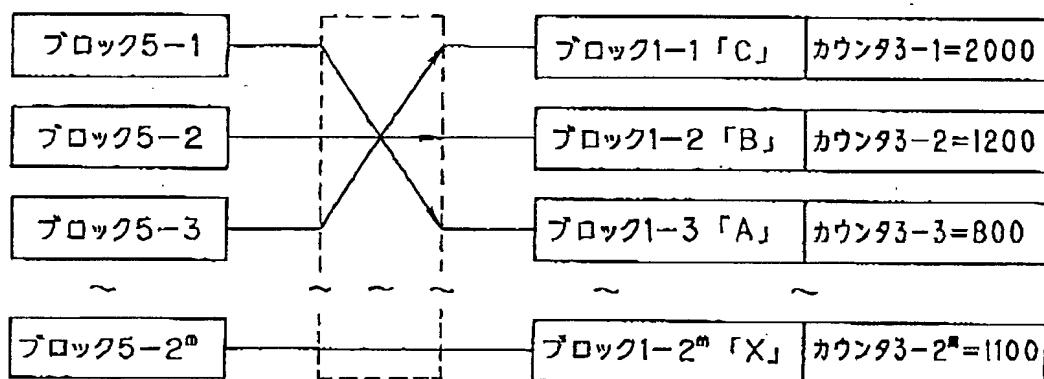 ブロック5-1 ブロック1-1「C」 カウンタ3-1=2000
ブロック5-2 ブロック1-2「B」 カウンタ3-2=1200
ブロック5-3 ブロック1-3「A」 カウンタ3-3=800
~ ~ ~ ~ ~ ~
ブロック5-2ᵐ ブロック1-2ᵐ「X」 カウンタ3-2ᵐ=1100